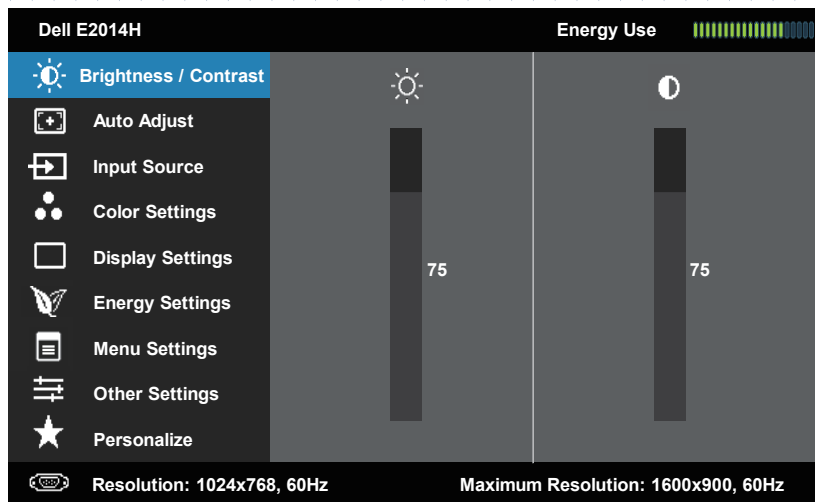 Dell E2014H Energy Use
Brightness / Contrast
Auto Adjust
Input Source
Color Settings
Display Settings
75 75
Energy Settings
Menu Settings
Other Settings
Personalize
Resolution: 1024x768, 60Hz Maximum Resolution: 1600x900, 60Hz